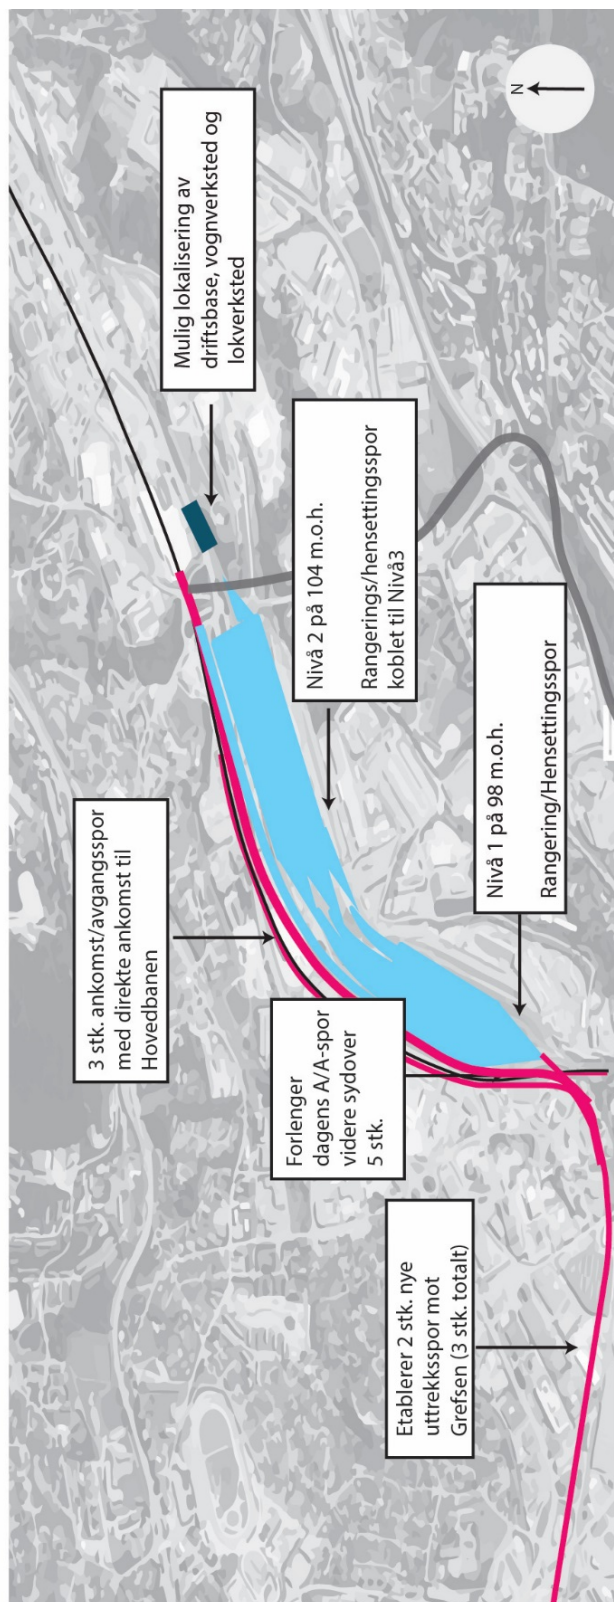 Mulig lokalisering av
driftsbase, vognverksted og
lokverksted
3 stk. ankomst/avgangsspor
med direkte ankomst til
Hovedbanen
Nivå 2 på 104 m.o.h.
Rangerings/hensettingsspor
koblet til Nivå3
Forlenger
dagens A/A-spor
videre sydover
5 stk.
Nivå 1 på 98 m.o.h.
Rangering/Hensettingsspor
Etablerer 2 stk. nye
uttrekksspor mot
Grefsen (3 stk. totalt)
N